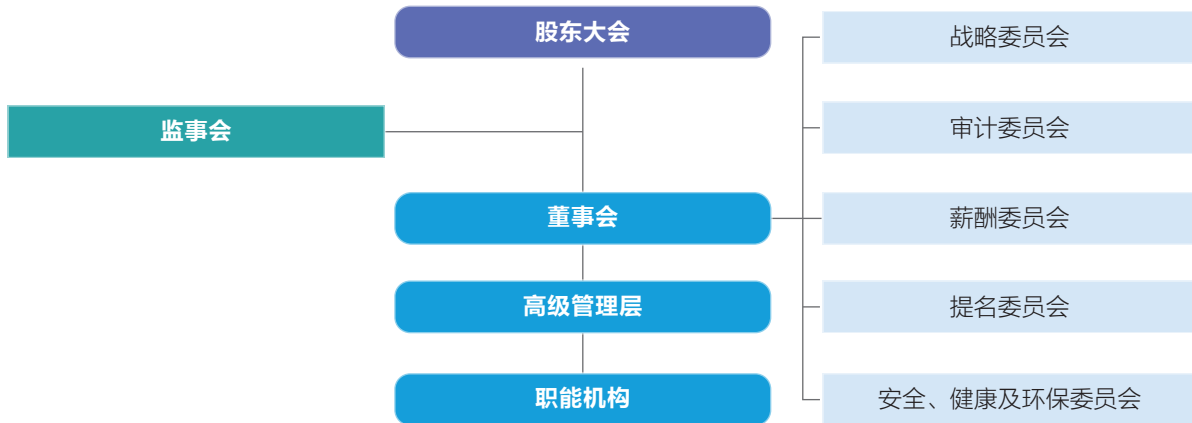 股东大会
监事会
董事会
高级管理层
职能机构
战略委员会
审计委员会
薪酬委员会
提名委员会
安全、健康及环保委员会